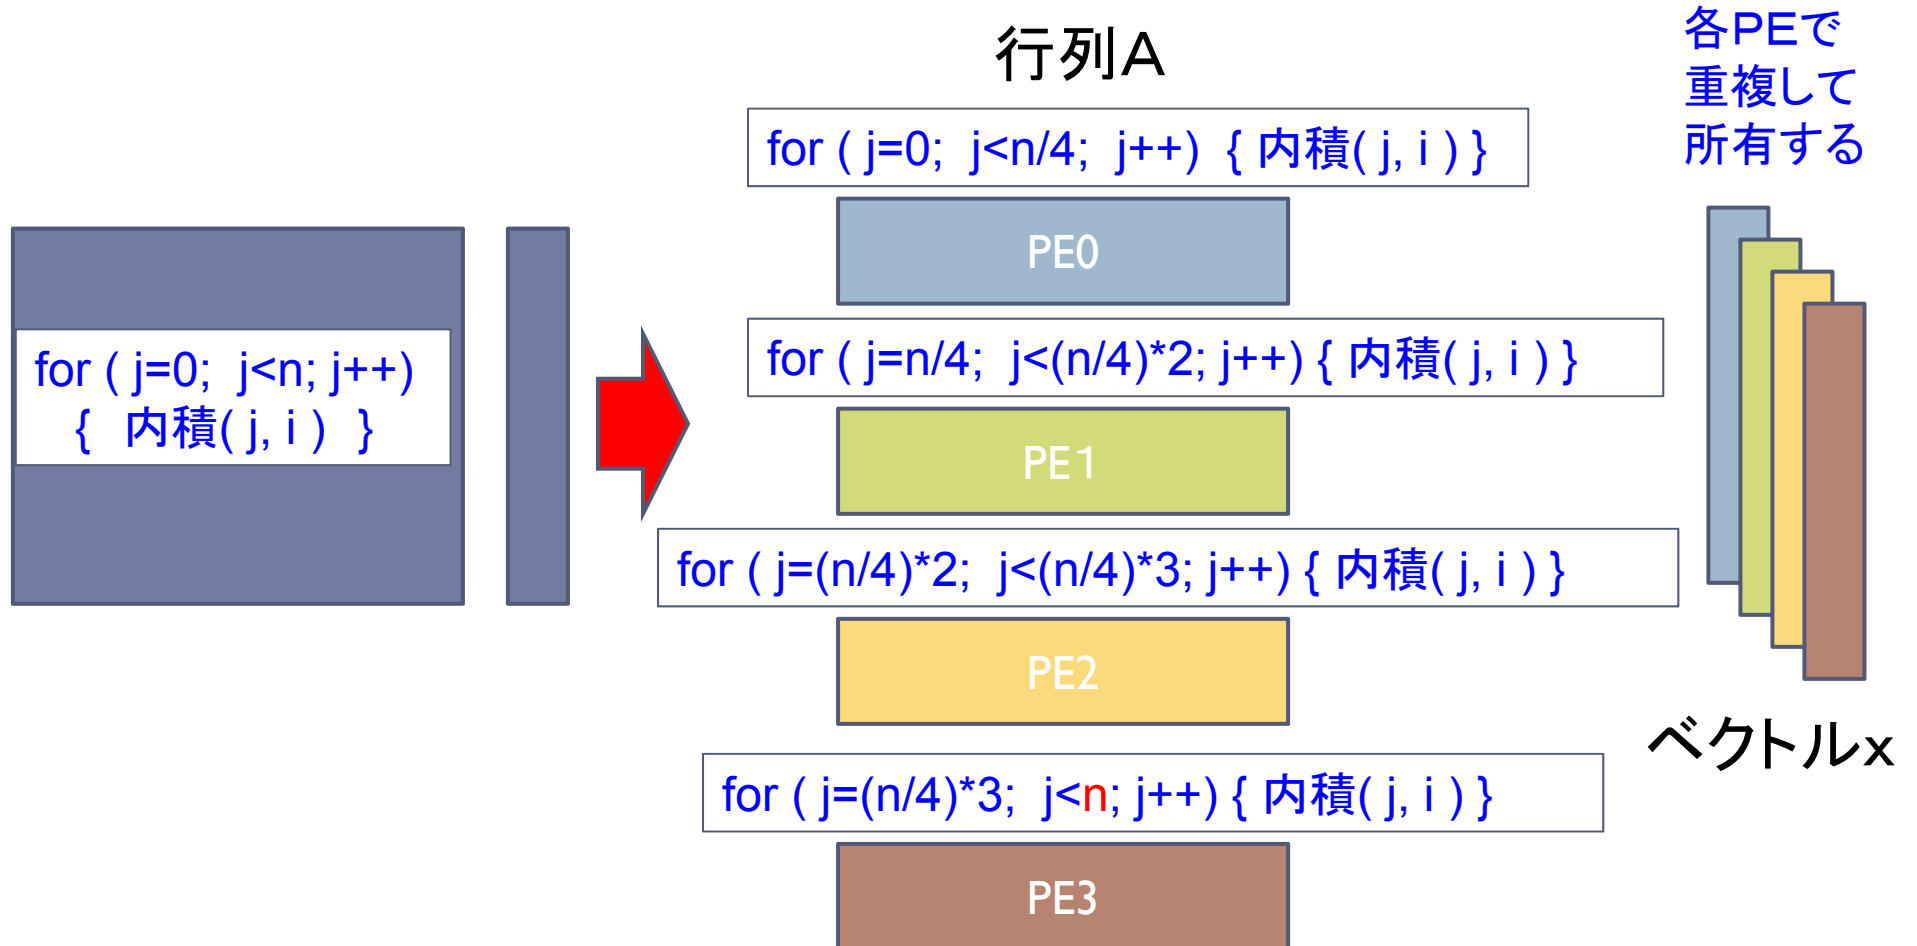 行列A
各PEで
重複して
所有する
for ( j=0; j<n; j++)
{ 内積( j, i ) }
for ( j=0; j<n/4; j++) { 内積( j, i ) }
PE0
for ( j=n/4; j<(n/4)*2; j++) { 内積( j, i ) }
PE1
for ( j=(n/4)*2; j<(n/4)*3; j++) { 内積( j, i ) }
PE2
for ( j=(n/4)*3; j<n; j++) { 内積( j, i ) }
PE3
ベクトルx